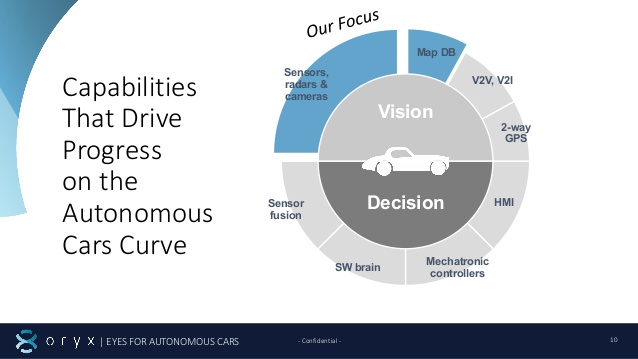 Our Focus
Capabilities
That Drive
Progress
on the
Autonomous
Cars Curve
Map DB
Sensors,
radars &
cameras
V2V, V2I
Vision
2-way
GPS
Decision
HMI
Sensor
fusion
SW brain
Mechatronic
controllers
oryx | EYES FOR AUTONOMOUS CARS
- Confidential -
10